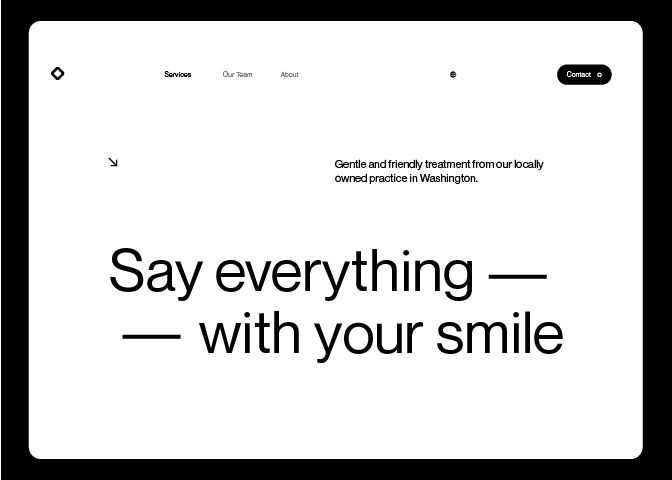 Services Our Team About Contact
Gentle and friendly treatment from our locally
owned practice in Washington.
Say everything —
— with your smile